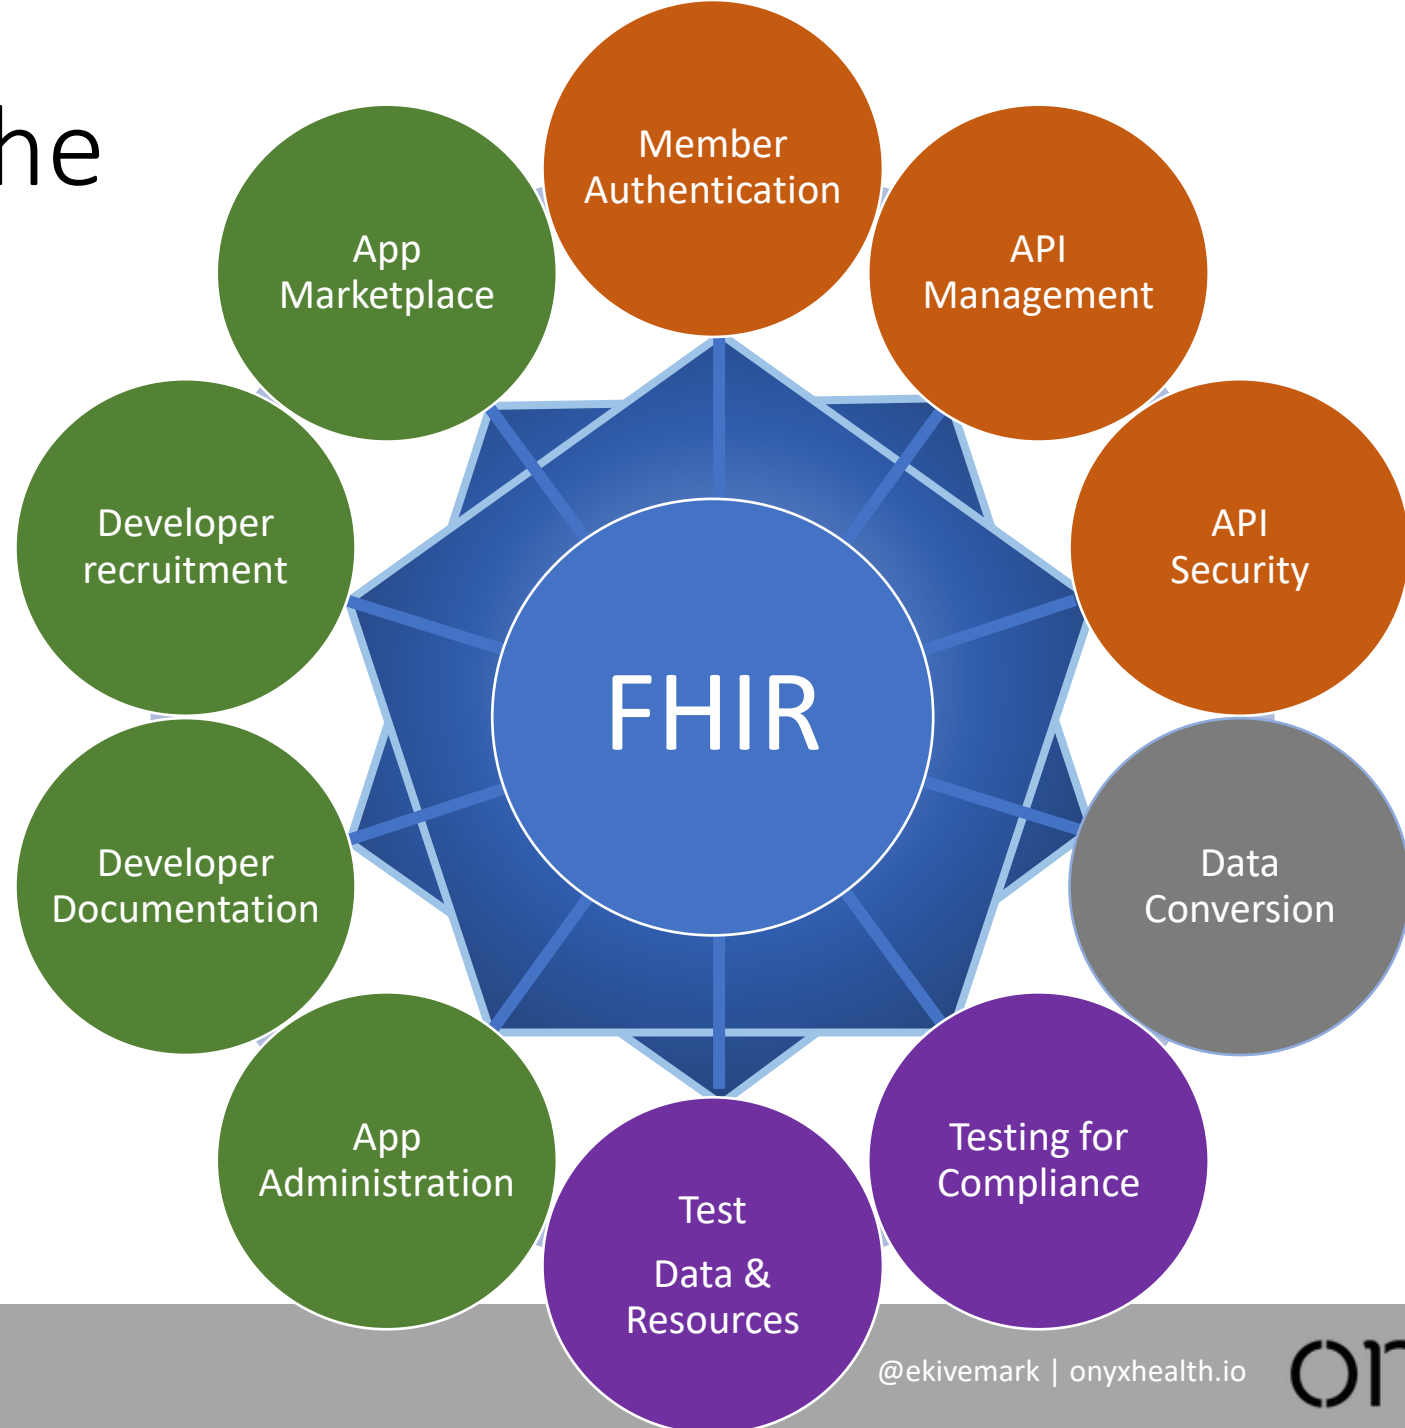 he
Member
Authentication
API
Management
API
Security
Data
Conversion
Testing for
Compliance
Test
Data &
Resources
App
Administration
Developer
Documentation
Developer
recruitment
App
Marketplace
FHIR
@ekivemark | onyxhealth.io
on